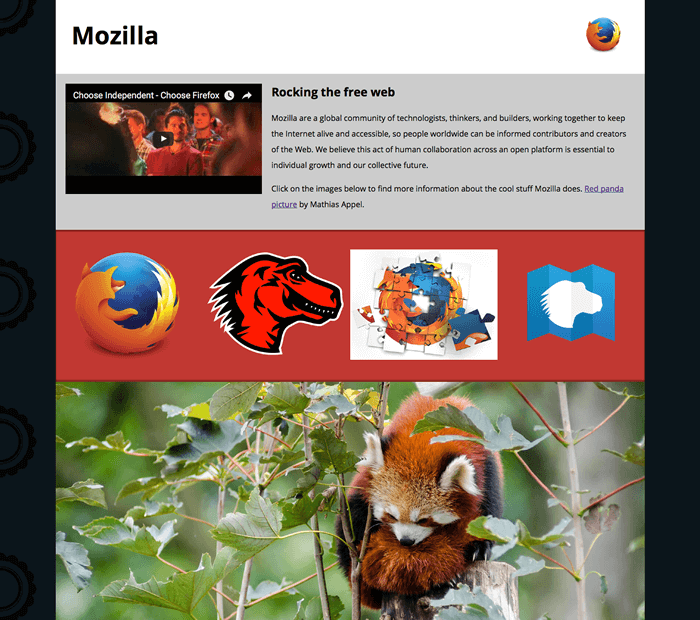 Mozilla
Choose Independent - Choose Firefox
Rocking the free web
Mozilla are a global community of technologists, thinkers, and builders, working together to keep
the Internet alive and accessible, so people worldwide can be informed contributors and creators
of the Web. We believe this act of human collaboration across an open platform is essential to
individual growth and our collective future.
Click on the images below to find more information about the cool stuff Mozilla does. Red panda
picture by Mathias Appel.